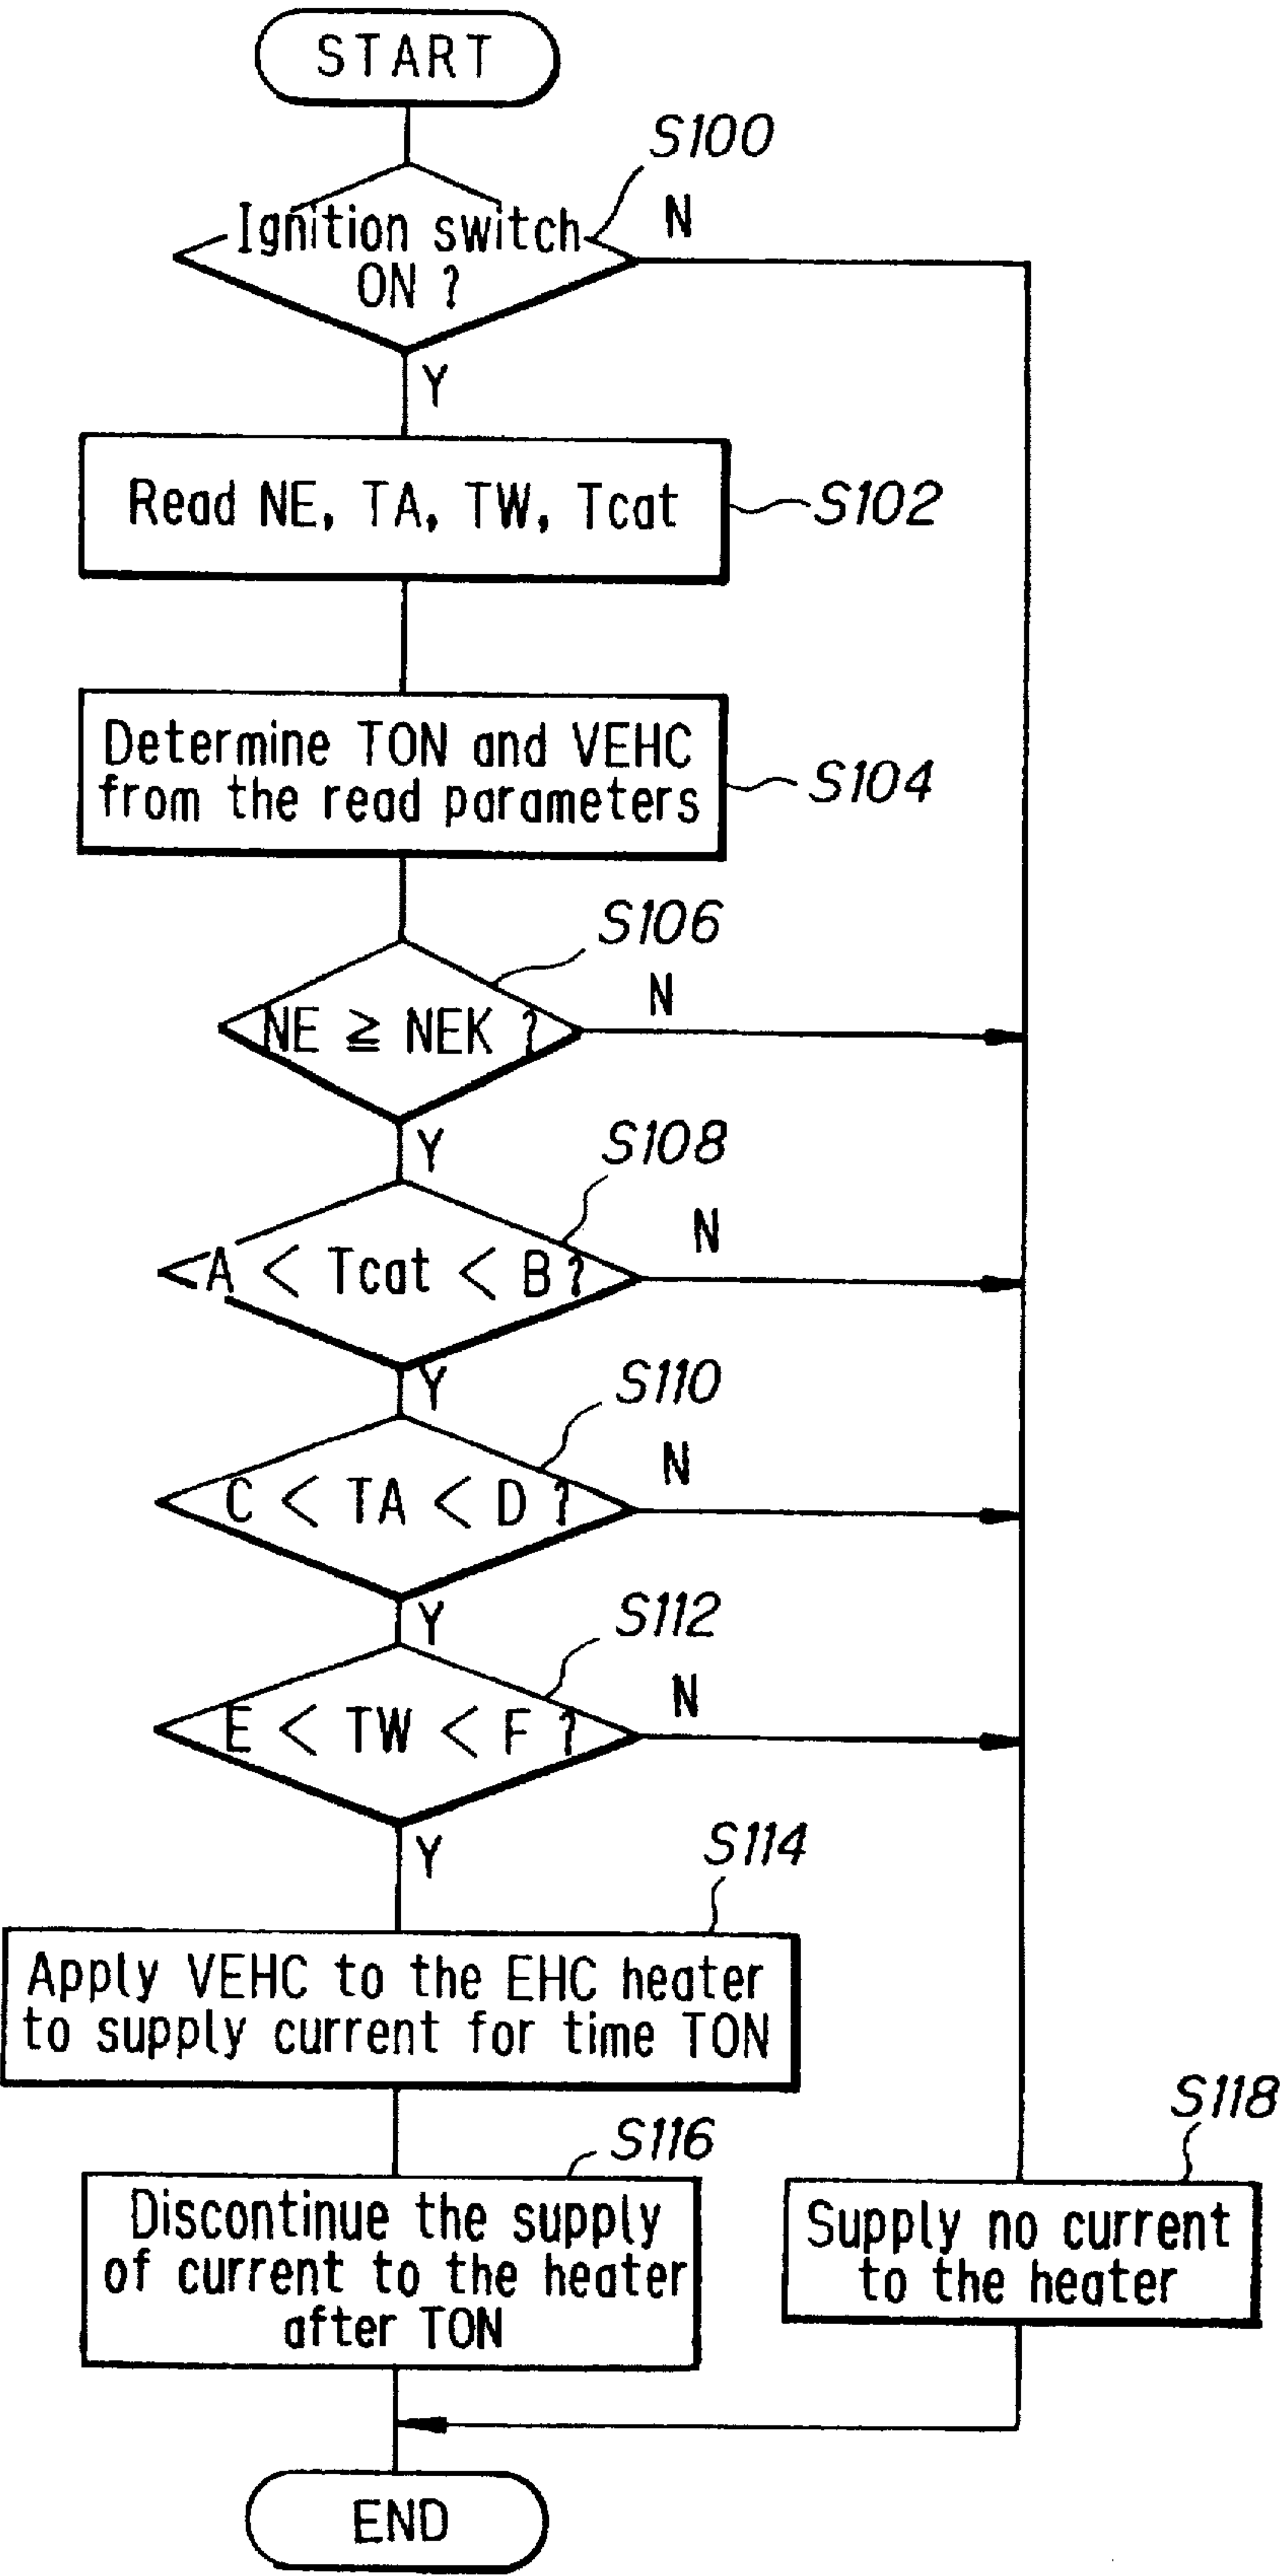 START
S100
Ignition switch
ON ?
N
Y
Read NE, TA, TW, Tcat
S102
Determine TON and VEHC
from the read parameters
S104
S106
NE ≧ NEK ?
N
Y
S108
A < Tcat < B ?
N
Y
S110
C < TA < D ?
N
Y
S112
E < TW < F ?
N
Y
S114
Apply VEHC to the EHC heater
to supply current for time TON
S116
Discontinue the supply
of current to the heater
after TON
S118
Supply no current
to the heater
END